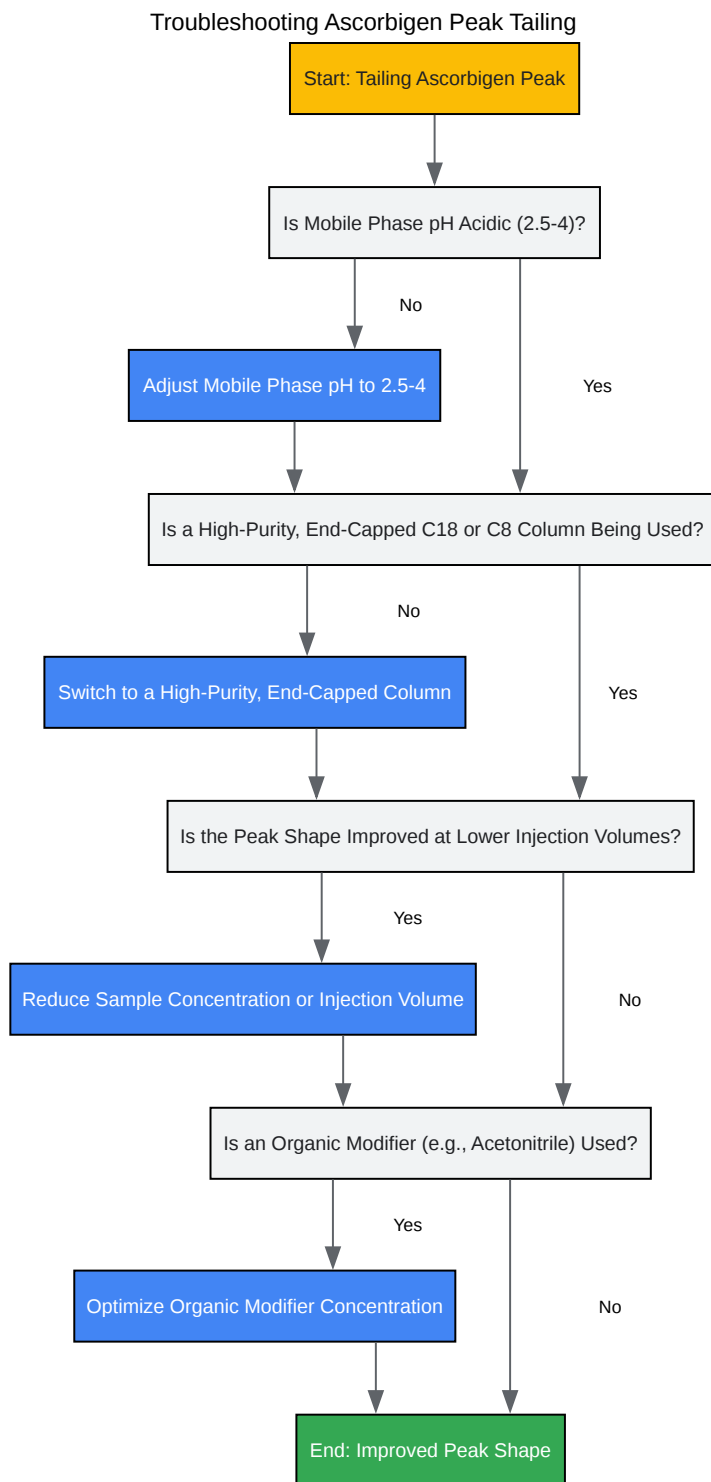 Troubleshooting Ascorbigen Peak Tailing
Start: Tailing Ascorbigen Peak
Is Mobile Phase pH Acidic (2.5-4)?
No
Adjust Mobile Phase pH to 2.5-4
Yes
Is a High-Purity, End-Capped C18 or C8 Column Being Used?
No
Switch to a High-Purity, End-Capped Column
Yes
Is the Peak Shape Improved at Lower Injection Volumes?
Yes
Reduce Sample Concentration or Injection Volume
No
Is an Organic Modifier (e.g., Acetonitrile) Used?
Yes
Optimize Organic Modifier Concentration
No
End: Improved Peak Shape